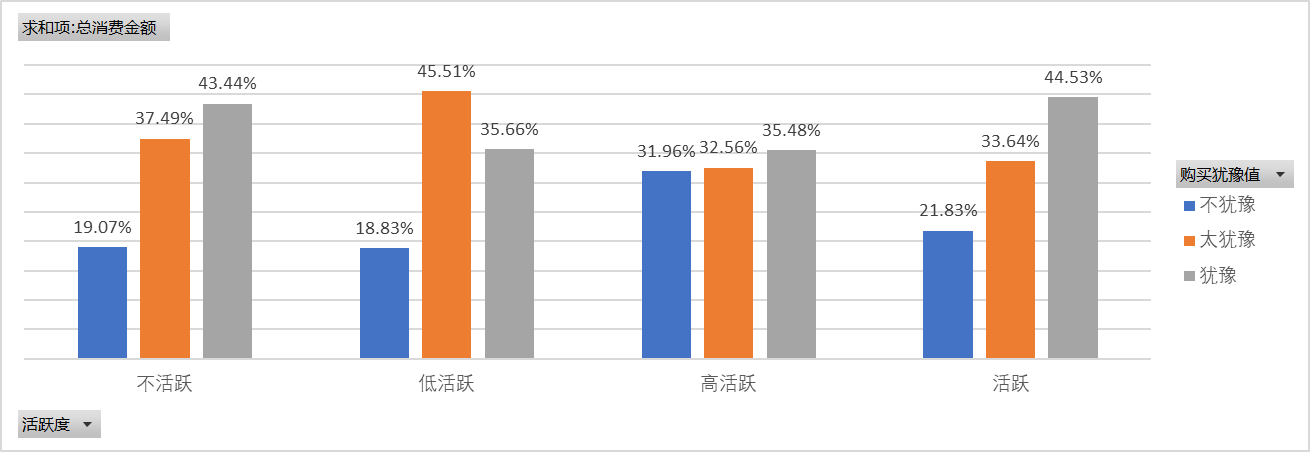 求和项:总消费金额
19.07%
37.49%
43.44%
18.83%
45.51%
35.66%
31.96%
32.56%
35.48%
21.83%
33.64%
44.53%
不活跃
低活跃
高活跃
活跃
购买犹豫值
不犹豫
太犹豫
犹豫
活跃度